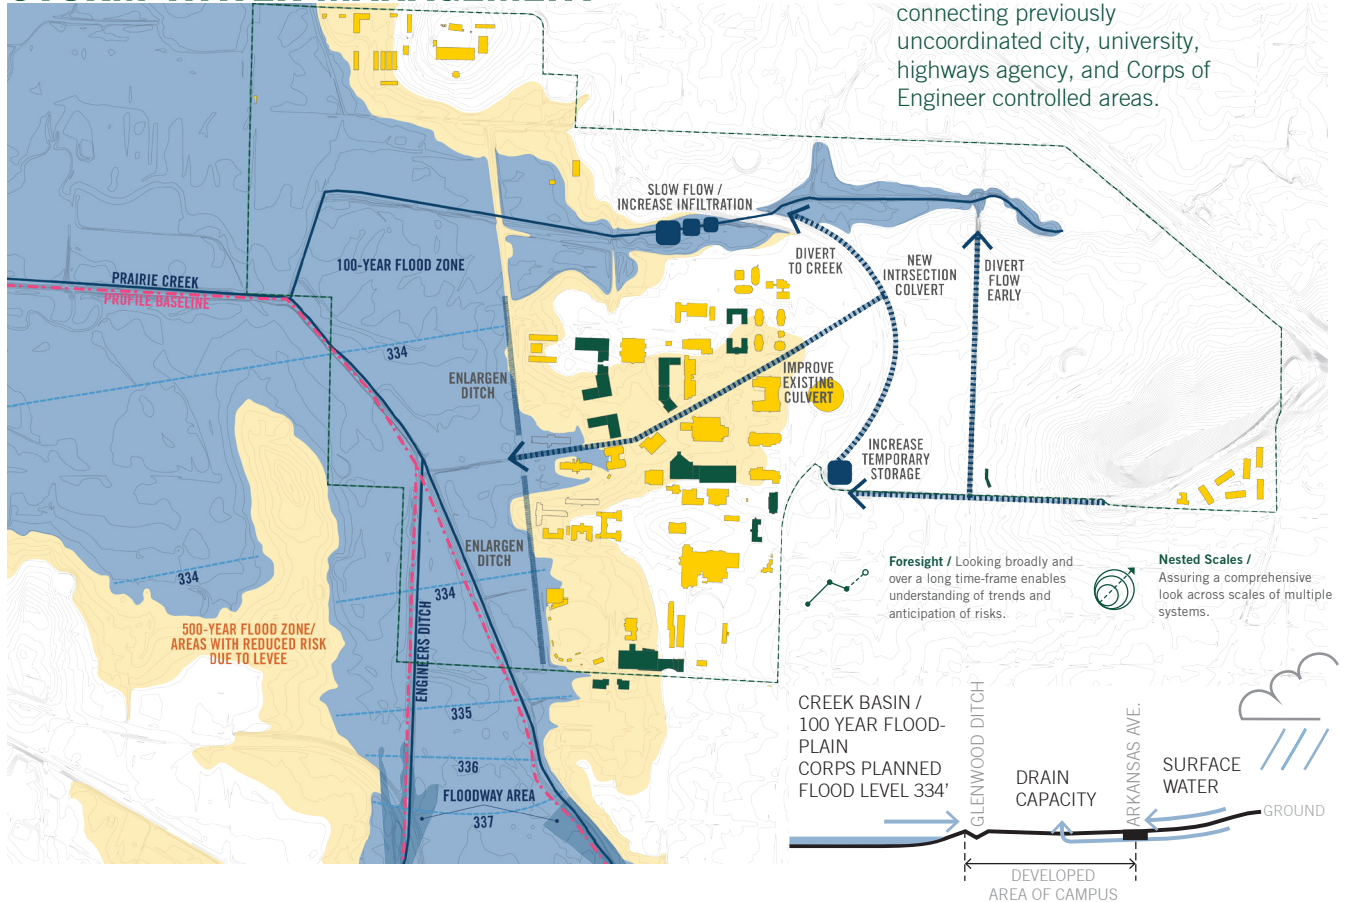 STORM WATER MANAGEMENT
connecting previously
uncoordinated city, university,
highways agency, and Corps of
Engineer controlled areas.
SLOW FLOW /
INCREASE INFILTRATION
100-YEAR FLOOD ZONE
DIVERT
TO CREEK
NEW
INTRSECTION
CULVERT
DIVERT
FLOW
EARLY
PRAIRIE CREEK
PROFILE BASELINE
334
ENLARGEN
DITCH
IMPROVE
EXISTING
CULVERT
INCREASE
TEMPORARY
STORAGE
ENLARGEN
DITCH
334
334
ENGINEERS DITCH
500-YEAR FLOOD ZONE/
AREAS WITH REDUCED RISK
DUE TO LEVEE
335
336
FLOODWAY AREA
337
Foresight / Looking broadly and
over a long time-frame enables
understanding of trends and
anticipation of risks.
Nested Scales /
Assuring a comprehensive
look across scales of multiple
systems.
CREEK BASIN /
100 YEAR FLOOD-
PLAIN
CORPS PLANNED
FLOOD LEVEL 334’
GLENWOOD DITCH
DRAIN
CAPACITY
ARKANSAS AVE.
SURFACE
WATER
GROUND
DEVELOPED
AREA OF CAMPUS